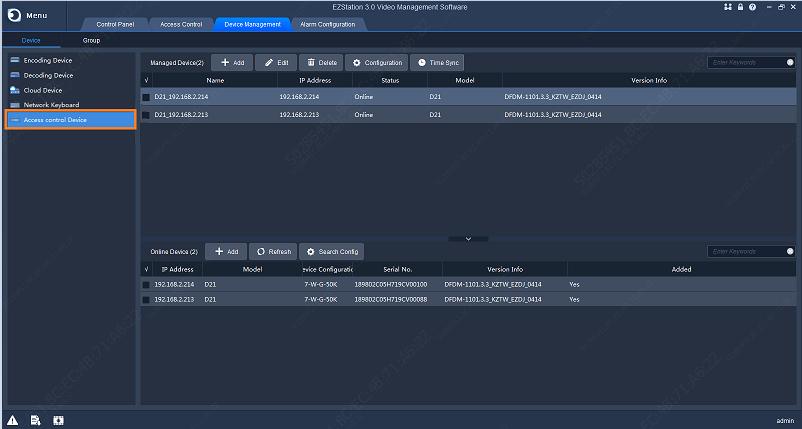 EZStation 3.0 Video Management Software
Menu
Control Panel Access Control Device Management Alarm Configuration
Device Group
Encoding Device
Decoding Device
Cloud Device
Network Keyboard
Access control Device
Managed Device(2) Add Edit Delete Configuration Time Sync Enter Keywords
√ Name IP Address Status Model Version Info
D21_192.168.2.214 192.168.2.214 Online D21 DFDM-1101.3.3_KZTW_EZDJ_0414
D21_192.168.2.213 192.168.2.213 Online D21 DFDM-1101.3.3_KZTW_EZDJ_0414
Online Device (2) Add Refresh Search Config Enter Keywords
√ IP Address Model evice Configuratio Serial No. Version Info Added
192.168.2.214 D21 7-W-G-50K 189802C05H719CV00100 DFDM-1101.3.3_KZTW_EZDJ_0414 Yes
192.168.2.213 D21 7-W-G-50K 189802C05H719CV00088 DFDM-1101.3.3_KZTW_EZDJ_0414 Yes
admin